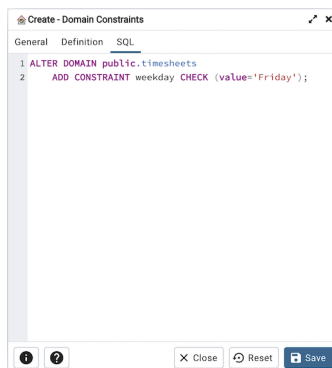 Create - Domain Constraints
General Definition SQL
1 ALTER DOMAIN public.timesheets
2 ADD CONSTRAINT weekday CHECK (value='Friday');
Close Reset Save